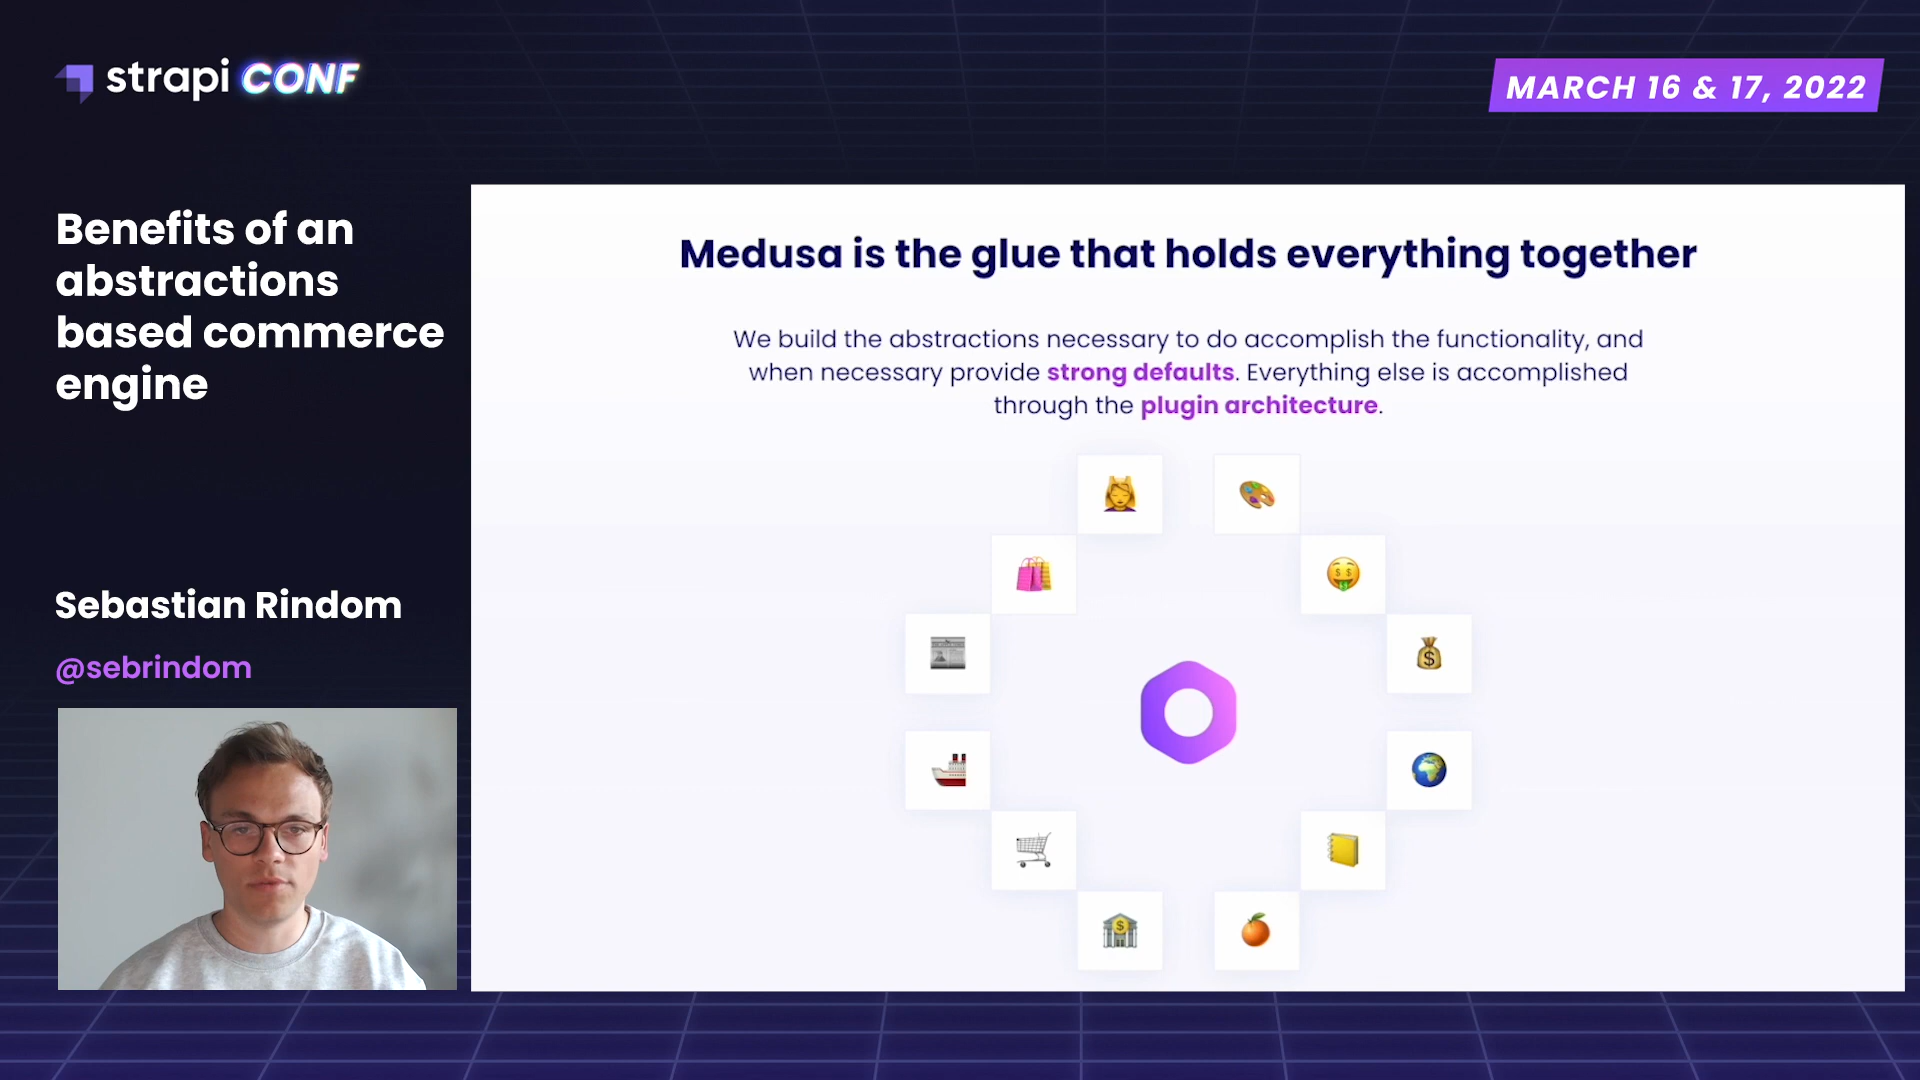 strapi CONF
MARCH 16 & 17, 2022
Benefits of an
abstractions
based commerce
engine
Sebastian Rindom
@sebrindom
Medusa is the glue that holds everything together
We build the abstractions necessary to do accomplish the functionality, and
when necessary provide strong defaults. Everything else is accomplished
through the plugin architecture.